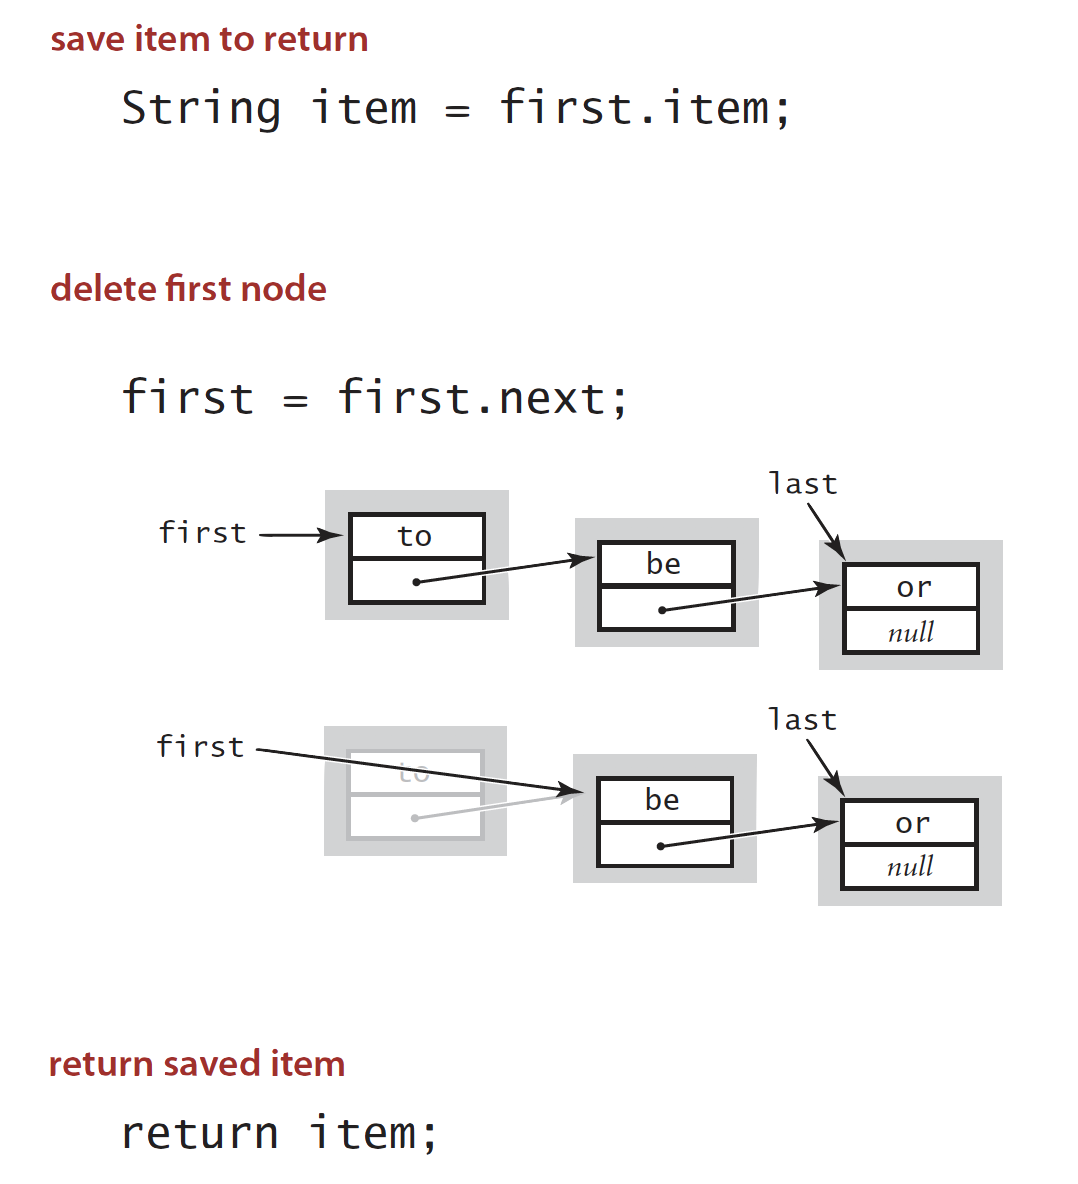 save item to return
String item = first.item;
delete first node
first = first.next;
last
first
to
be
or
null
last
first
to
be
or
null
return saved item
return item;